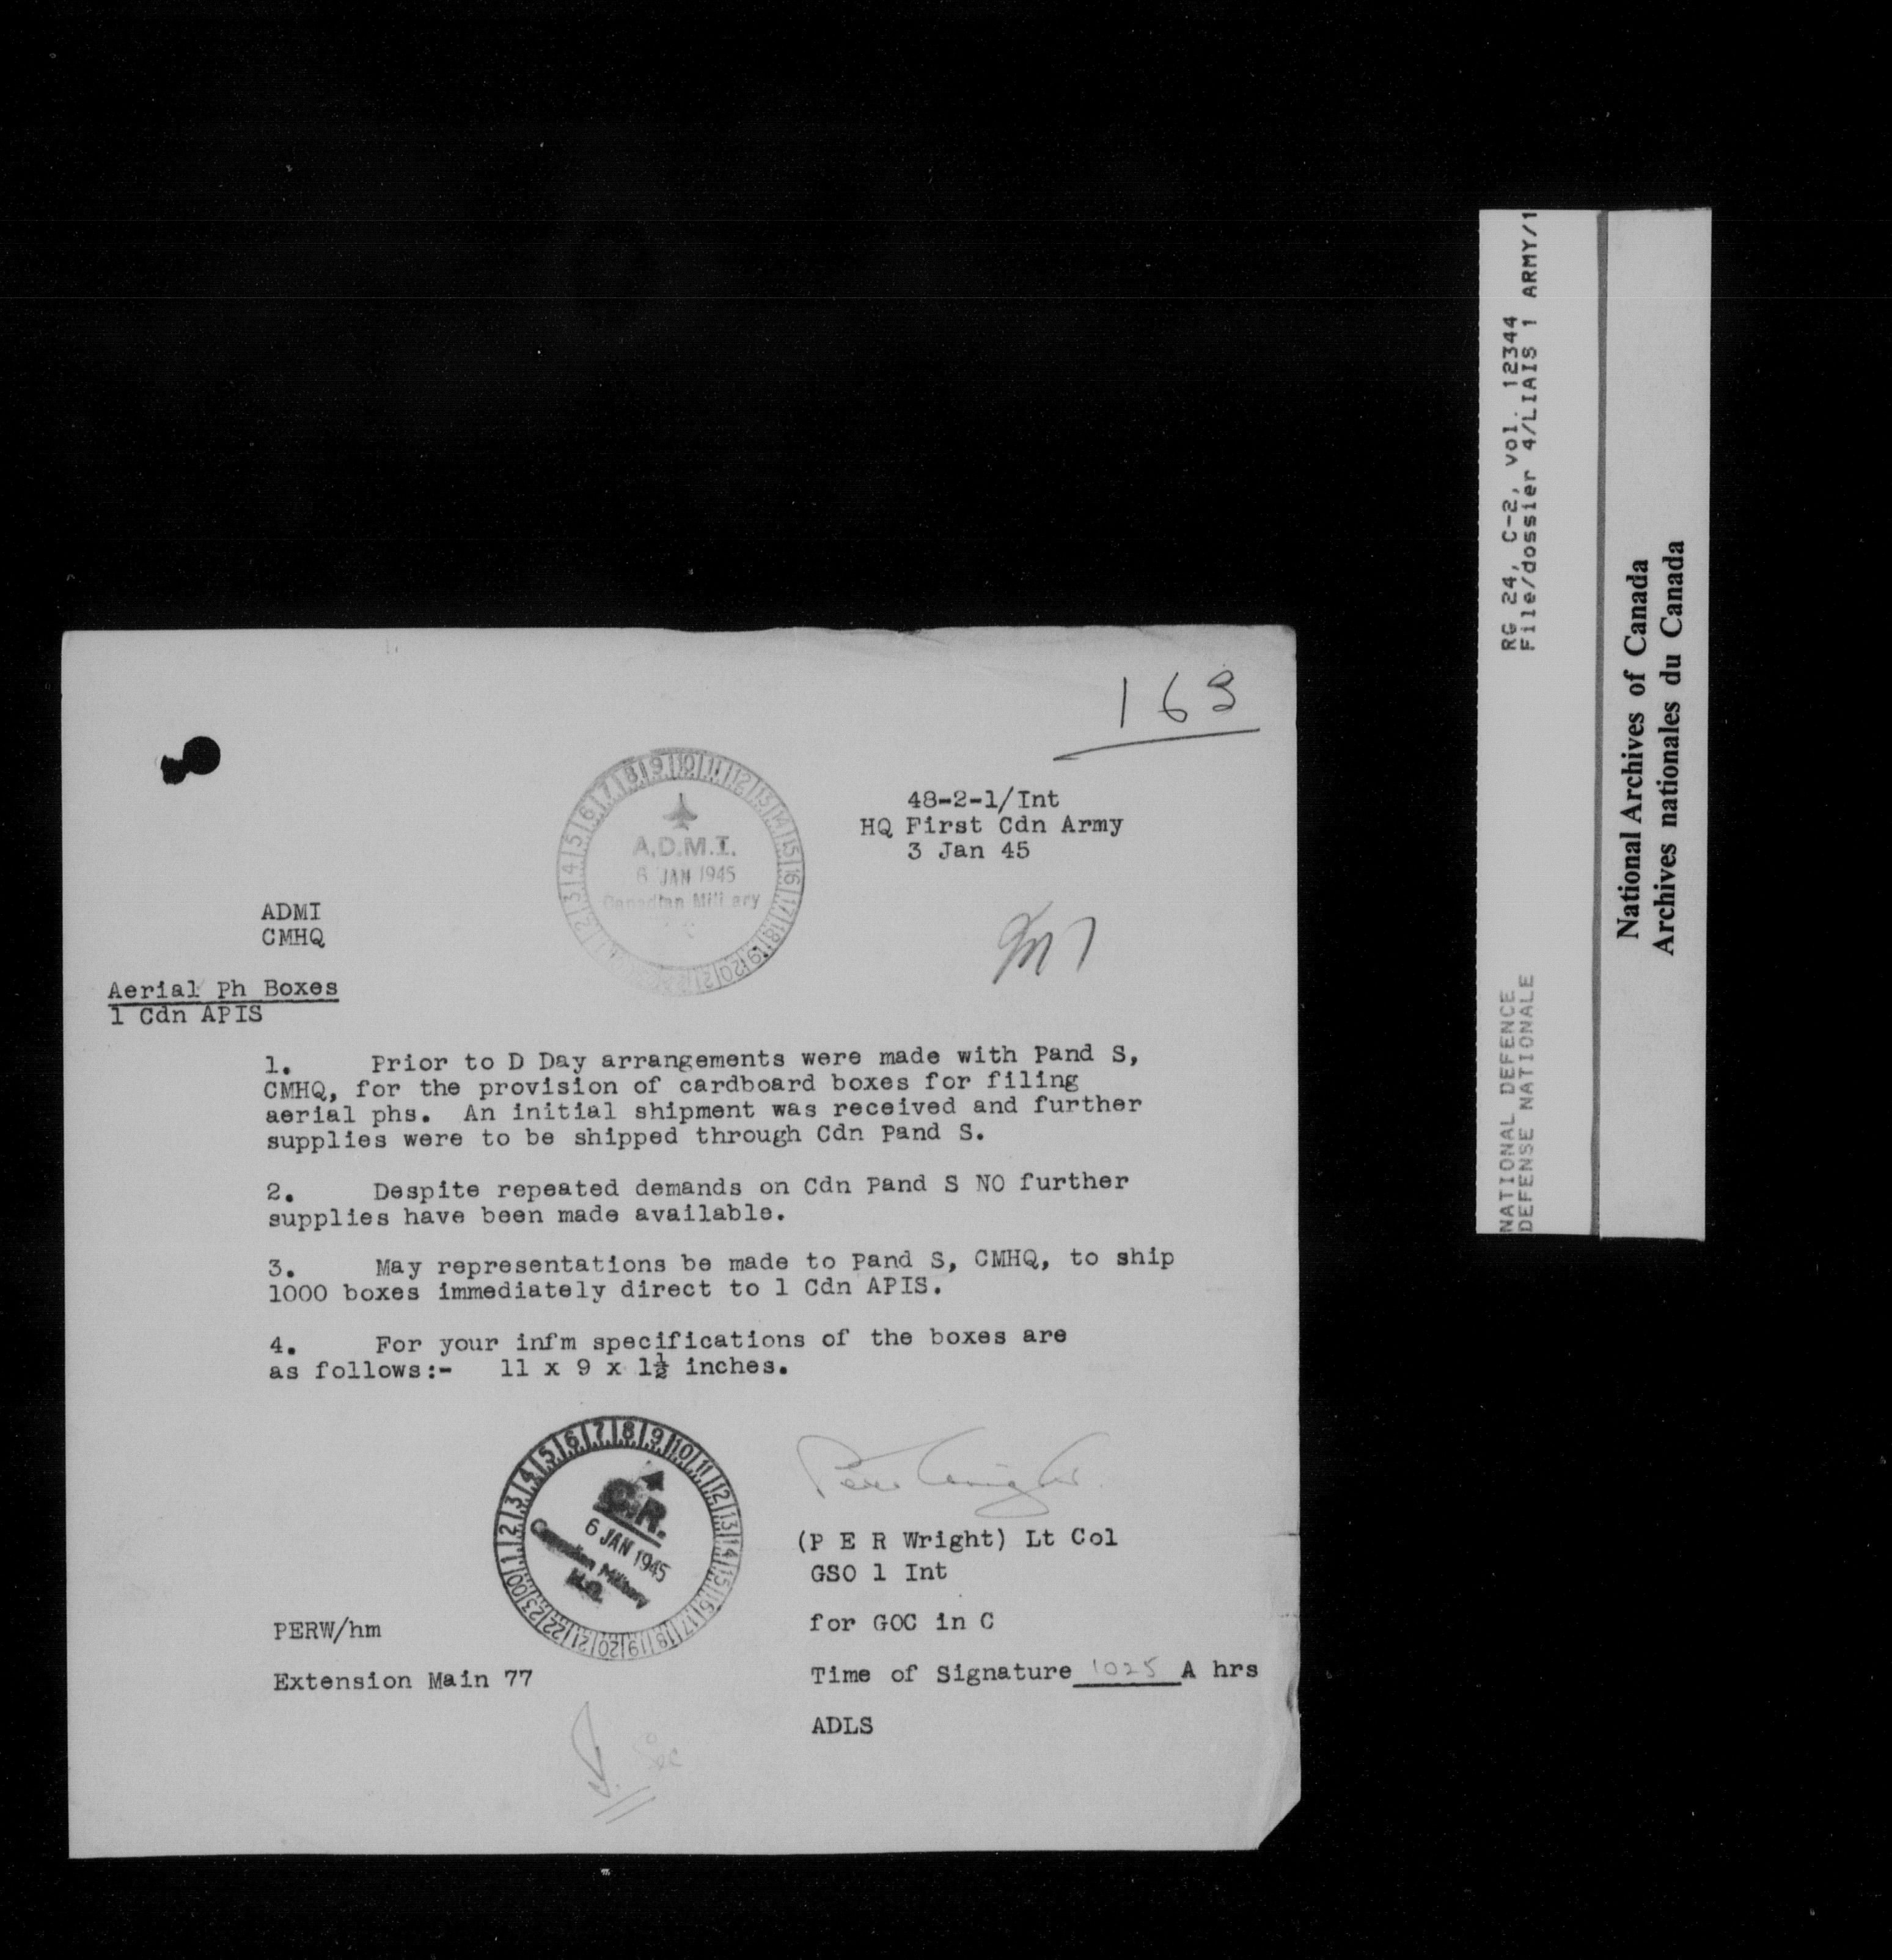 163
48-2-1/Int
HQ First Cdn Army
3 Jan 45
A.D.M.I.
6 JAN 1945
Canadian Military
ADMI
CMHQ
Aerial Ph Boxes
1 Cdn APIS
1. Prior to D Day arrangements were made with Pand S,
CMHQ, for the provision of cardboard boxes for filing
aerial phs. An initial shipment was received and further
supplies were to be shipped through Cdn Pand S.
2. Despite repeated demands on Cdn Pand S NO further
supplies have been made available.
3. May representations be made to Pand S, CMHQ, to ship
1000 boxes immediately direct to 1 Cdn APIS.
4. For your infm specifications of the boxes are
as follows:- 11 x 9 x 1½ inches.
C.R.
6 JAN 1945
Canadian Military
H.Q.
(P E R Wright) Lt Col
GSO 1 Int
for GOC in C
PERW/hm
Time of Signature 1025 A hrs
Extension Main 77
ADLS
RG 24, C-2, vol. 12344
File/dossier 4/LIAIS 1 ARMY/1
NATIONAL DEFENCE
DEFENSE NATIONALE
National Archives of Canada
Archives nationales du Canada